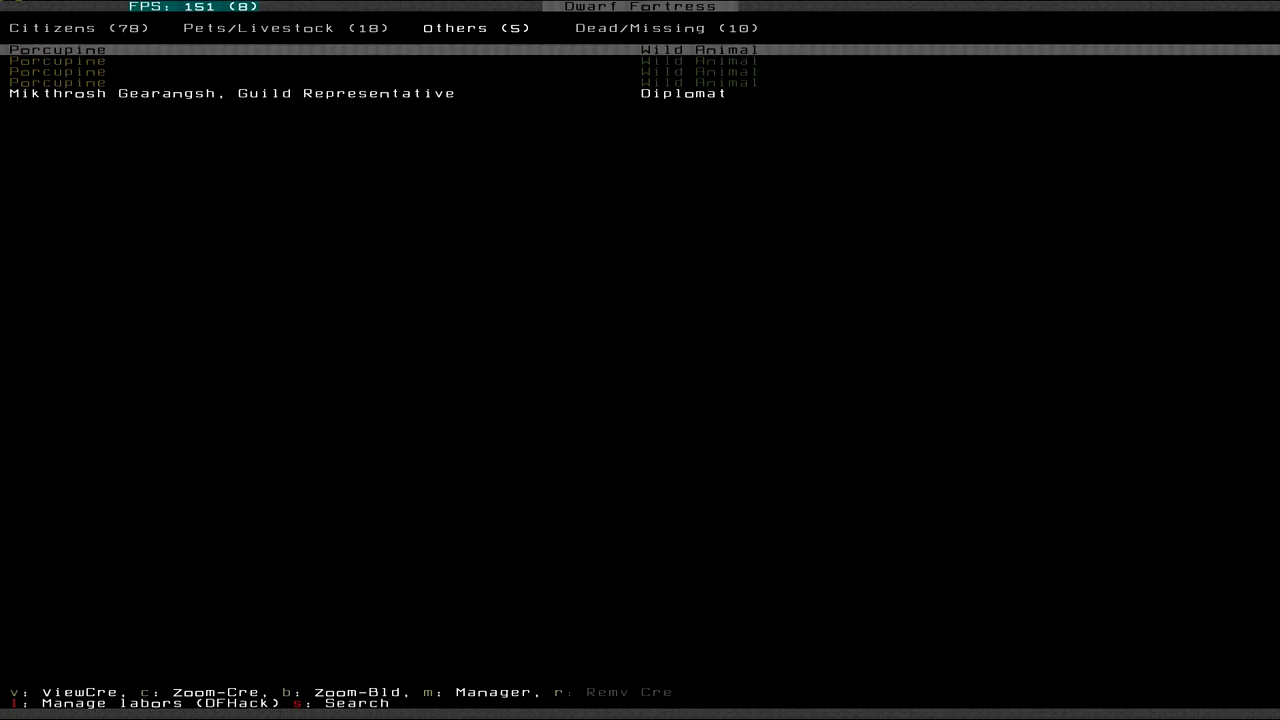 FPS: 151 (8) Dwarf Fortress
Citizens (78) Pets/Livestock (18) Others (5) Dead/Missing (10)
Porcupine Wild Animal
Porcupine Wild Animal
Porcupine Wild Animal
Porcupine Wild Animal
Mikthrosh Gearangsh, Guild Representative Diplomat
v: ViewCre, c: Zoom-Cre, b: Zoom-Bld, m: Manager, r: Remv Cre
l: Manage labors (DFHack) s: Search